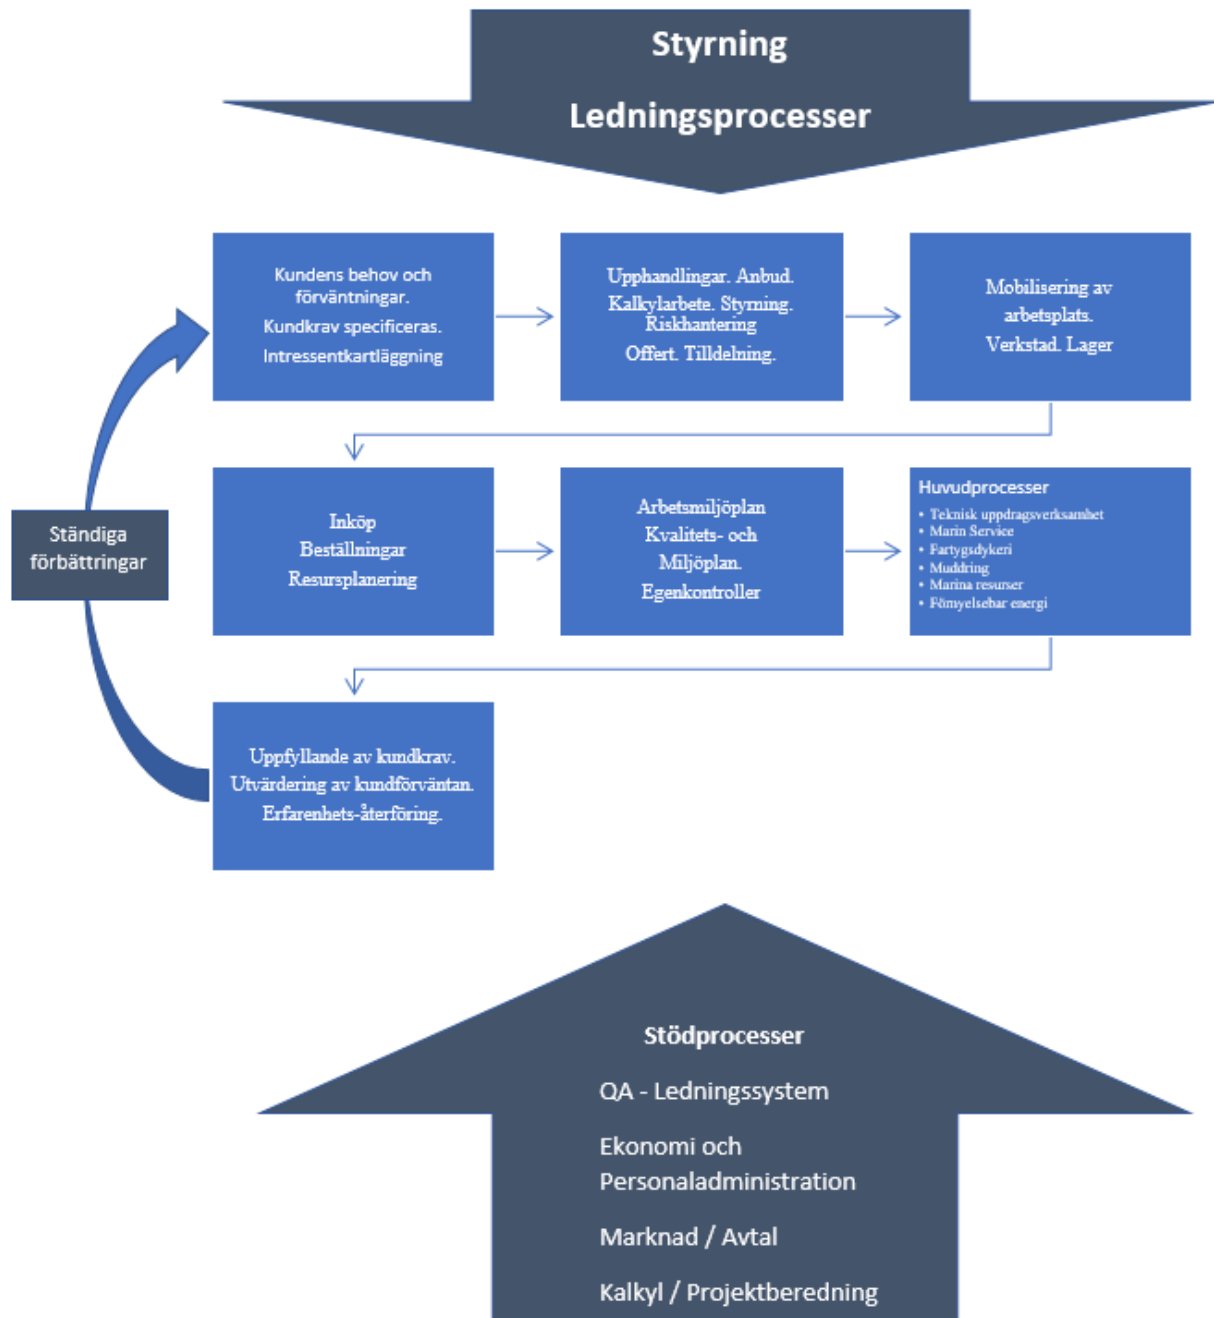 Styrning
Ledningsprocesser
Kundens behov och
förväntningar.
Kundkrav specificeras.
Intressentkartläggning
Upphandlingar. Anbud.
Kalkylarbete. Styrning.
Riskhantering
Offert. Tilldelning.
Mobilisering av
arbetsplats.
Verkstad. Lager
Ständiga
förbättringar
Inköp
Beställningar
Resursplanering
Arbetsmiljöplan
Kvalitets- och
Miljöplan.
Egenkontroller
Huvudprocesser
• Teknisk uppdragsverksamhet
• Marin Service
• Fartygsdykeri
• Muddring
• Marina resurser
• Förnyelsebar energi
Uppfyllande av kundkrav.
Utvärdering av kundförväntan.
Erfarenhets-återföring.
Stödprocesser
QA - Ledningssystem
Ekonomi och
Personaladministration
Marknad / Avtal
Kalkyl / Projektberedning